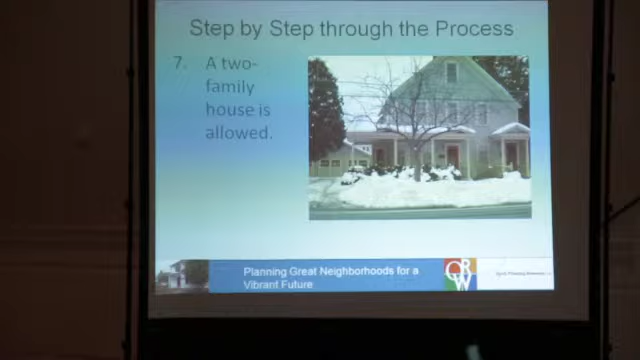 Step by Step through the Process
7. A two-
family
house is
allowed.
Planning Great Neighborhoods for a
Vibrant Future